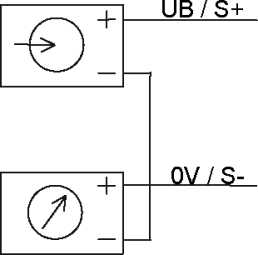 + UB / S+
−
+ 0V / S-
−